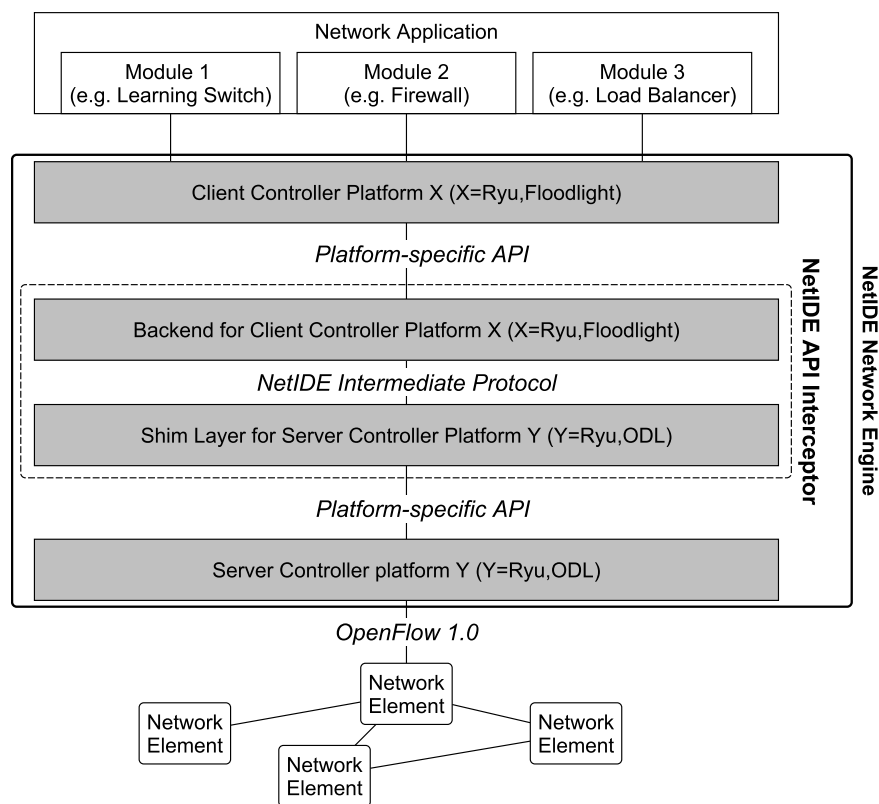 Network Application
Module 1
(e.g. Learning Switch)
Module 2
(e.g. Firewall)
Module 3
(e.g. Load Balancer)
Client Controller Platform X (X=Ryu,Floodlight)
Platform-specific API
Backend for Client Controller Platform X (X=Ryu,Floodlight)
NetIDE Intermediate Protocol
Shim Layer for Server Controller Platform Y (Y=Ryu,ODL)
Platform-specific API
Server Controller platform Y (Y=Ryu,ODL)
NetIDE API Interceptor
NetIDE Network Engine
OpenFlow 1.0
Network
Element
Network
Element
Network
Element
Network
Element